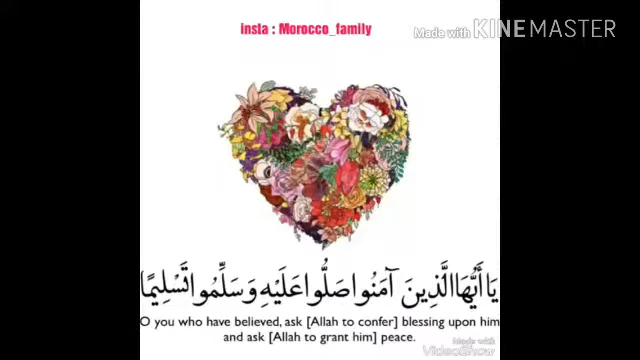 insta : Morocco_family
Made with KINEMASTER
يَا أَيُّهَا الَّذِينَ آمَنُوا صَلُّوا عَلَيْهِ وَسَلِّمُوا تَسْلِيمًا
O you who have believed, ask [Allah to confer] blessing upon him
and ask [Allah to grant him] peace.
Made with
VideoShow